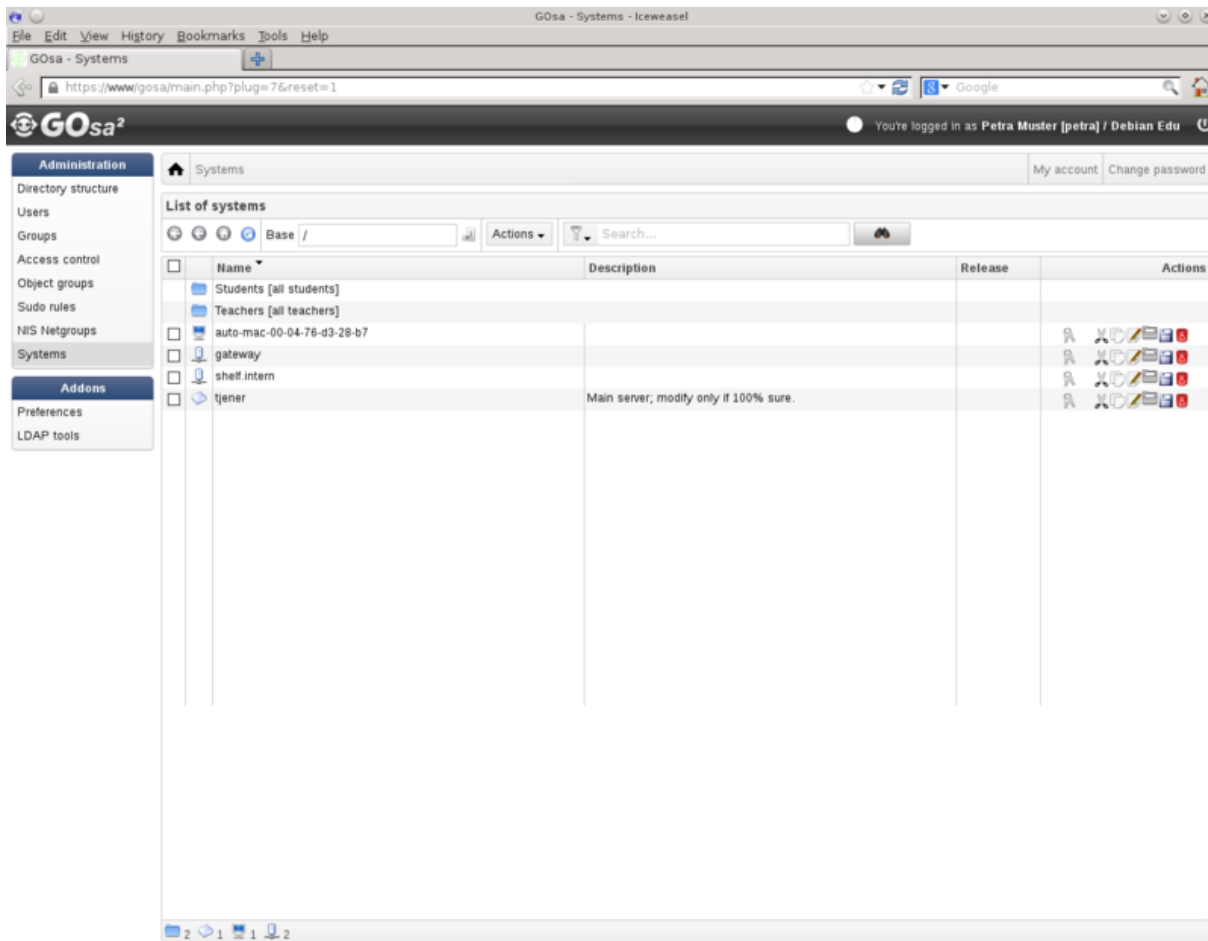 GOsa - Systems - Iceweasel
File Edit View History Bookmarks Tools Help
GOsa - Systems
https://www/gosa/main.php?plug=7&reset=1
Google
GOsa²
You're logged in as Petra Muster [petra] / Debian Edu
Administration
Directory structure
Users
Groups
Access control
Object groups
Sudo rules
NIS Netgroups
Systems
Addons
Preferences
LDAP tools
Systems
My account
Change password
List of systems
Base /
Actions
Search...
Name Description Release Actions
Students [all students]
Teachers [all teachers]
auto-mac-00-04-76-d3-28-b7
gateway
shelf.intern
tjener Main server; modify only if 100% sure.
2 1 1 2